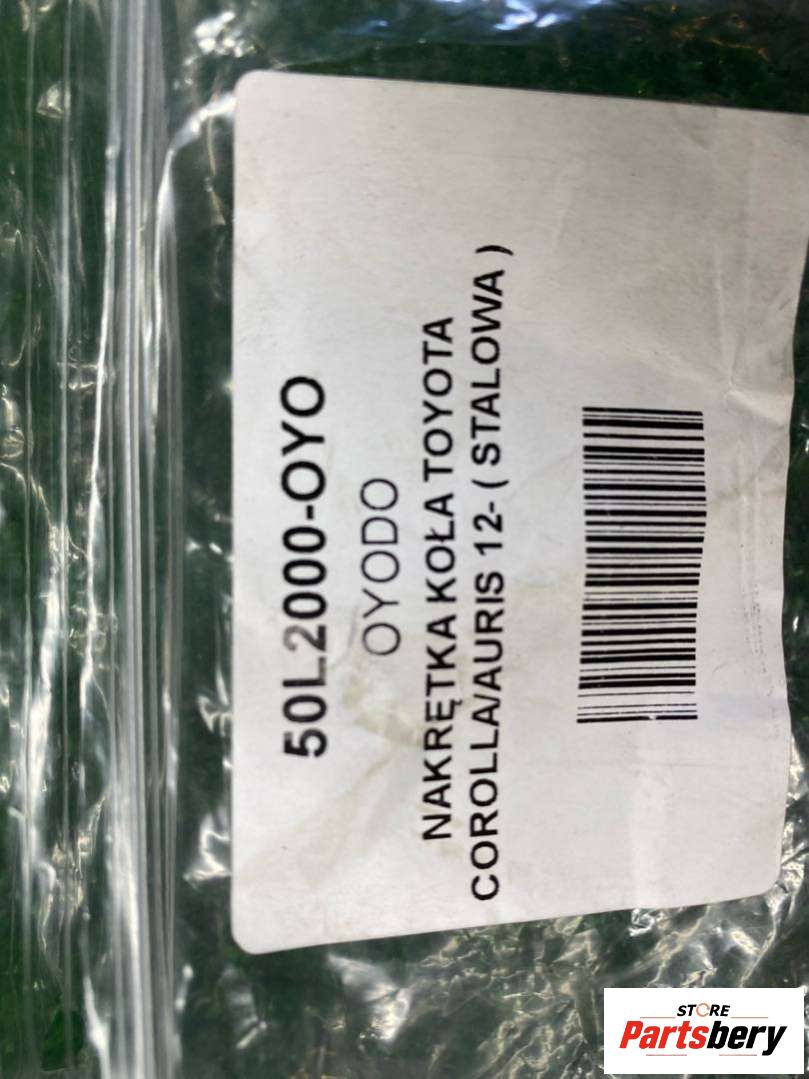 50L2000-OYO
OYODO
NAKRĘTKA KOŁA TOYOTA
COROLLA/AURIS 12- ( STALOWA )
STORE
Partsbery